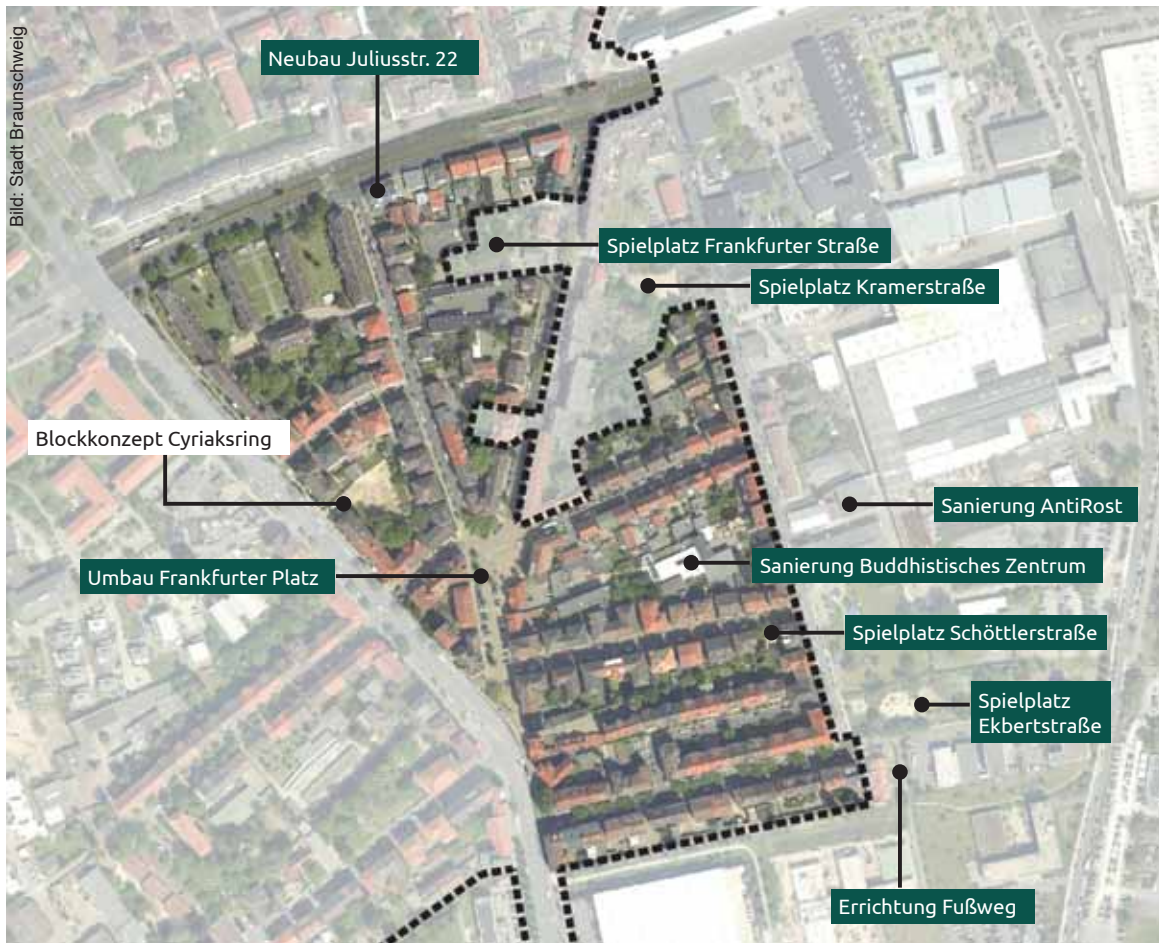 Bild: Stadt Braunschweig
Neubau Juliusstr. 22
Spielplatz Frankfurter Straße
Spielplatz Kramerstraße
Blockkonzept Cyriaksring
Sanierung AntiRost
Sanierung Buddhistisches Zentrum
Umbau Frankfurter Platz
Spielplatz Schöttlerstraße
Spielplatz
Ekbertstraße
Errichtung Fußweg